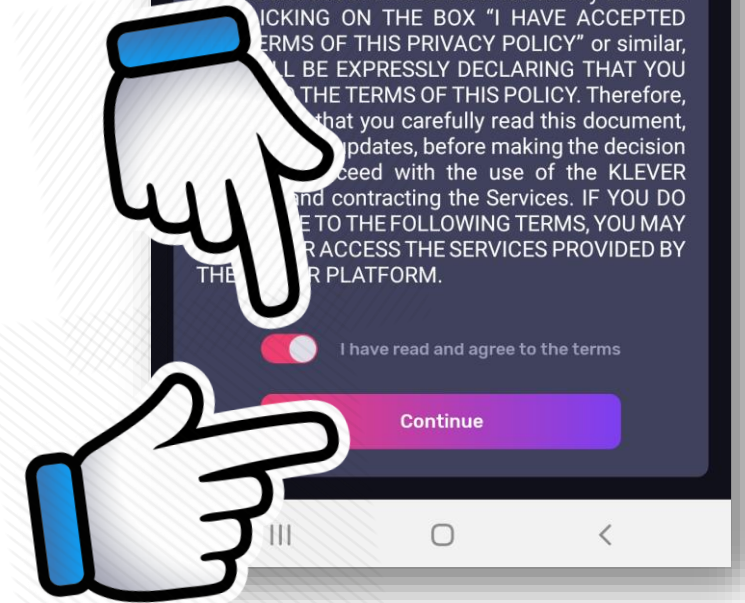 ICKING ON THE BOX “I HAVE ACCEPTED
ERMS OF THIS PRIVACY POLICY” or similar,
LL BE EXPRESSLY DECLARING THAT YOU
THE TERMS OF THIS POLICY. Therefore,
that you carefully read this document,
updates, before making the decision
ceed with the use of the KLEVER
and contracting the Services. IF YOU DO
E TO THE FOLLOWING TERMS, YOU MAY
R ACCESS THE SERVICES PROVIDED BY
THE R PLATFORM.
I have read and agree to the terms
Continue